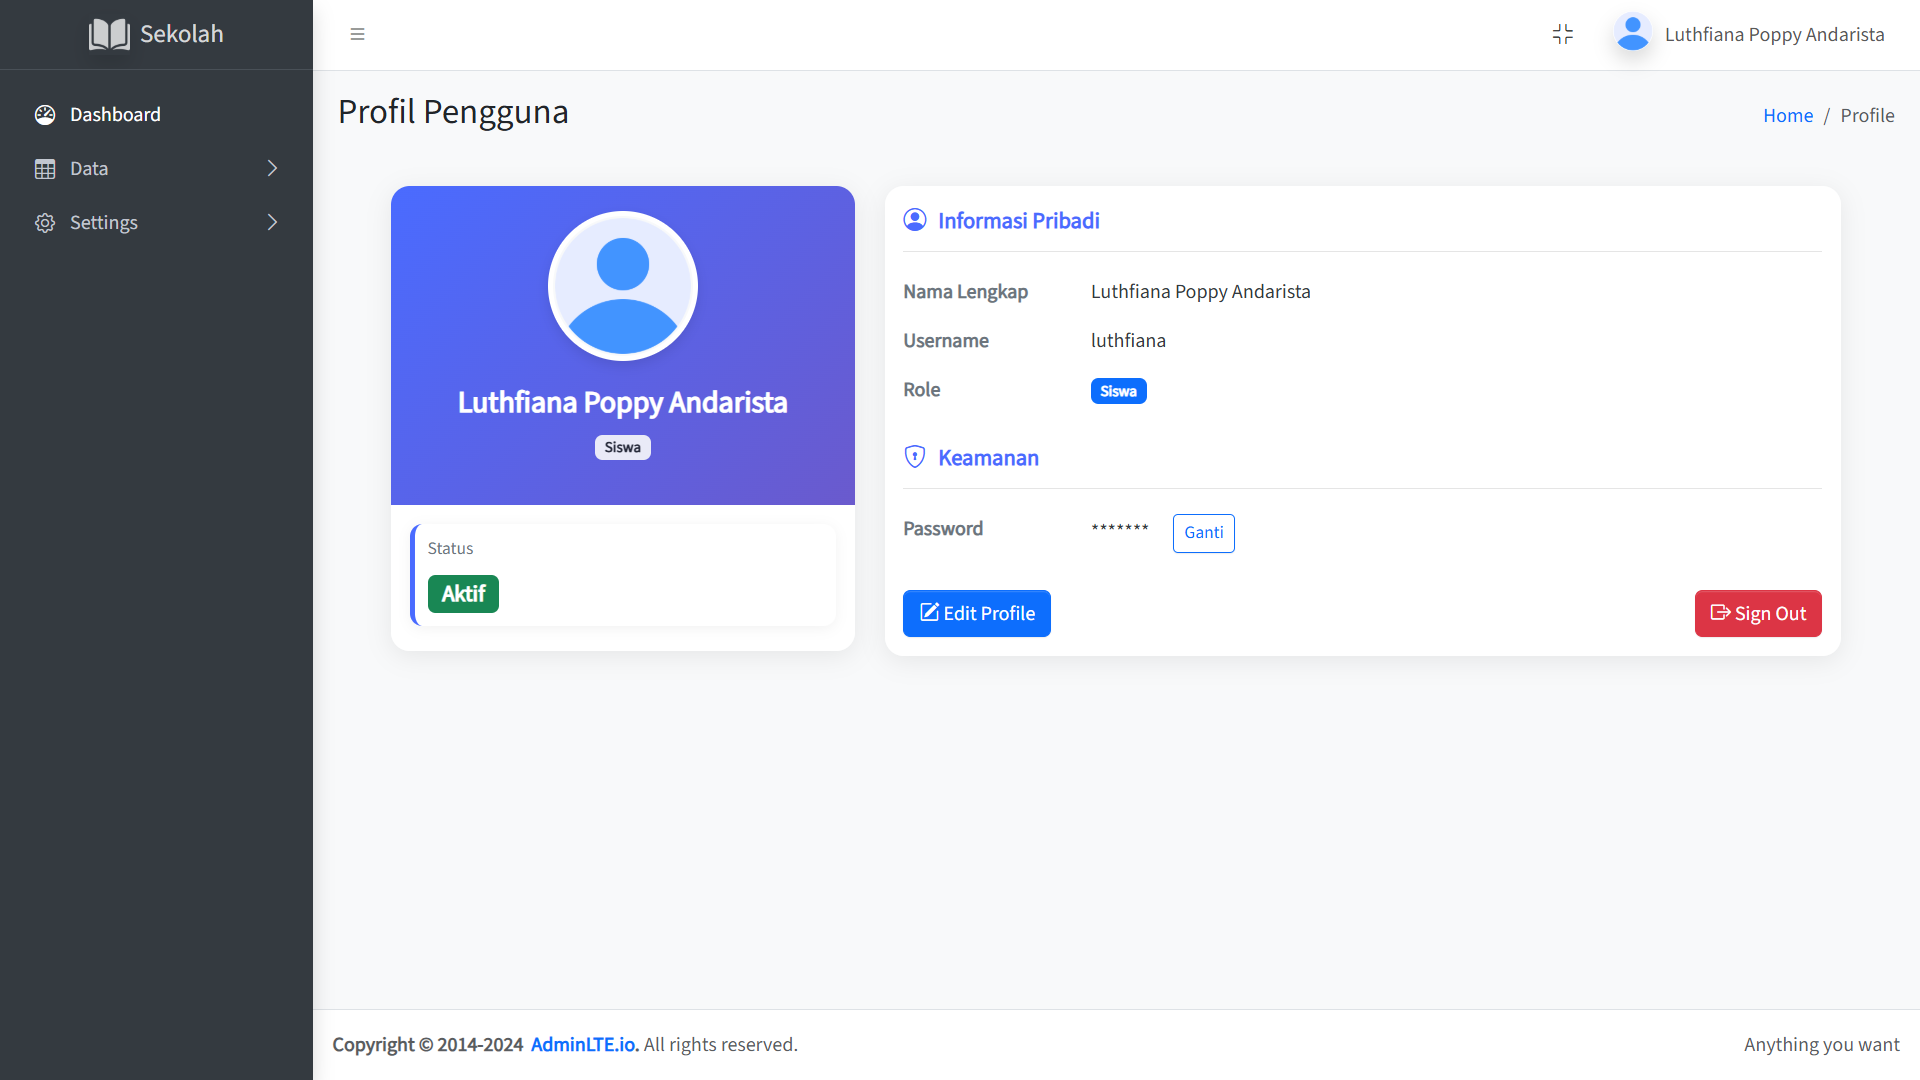 Sekolah
Luthfiana Poppy Andarista
Dashboard
Data
Settings
Profil Pengguna
Home / Profile
Luthfiana Poppy Andarista
Siswa
Status
Aktif
Informasi Pribadi
Nama Lengkap Luthfiana Poppy Andarista
Username luthfiana
Role Siswa
Keamanan
Password ******* Ganti
Edit Profile Sign Out
Copyright © 2014-2024 AdminLTE.io. All rights reserved. Anything you want